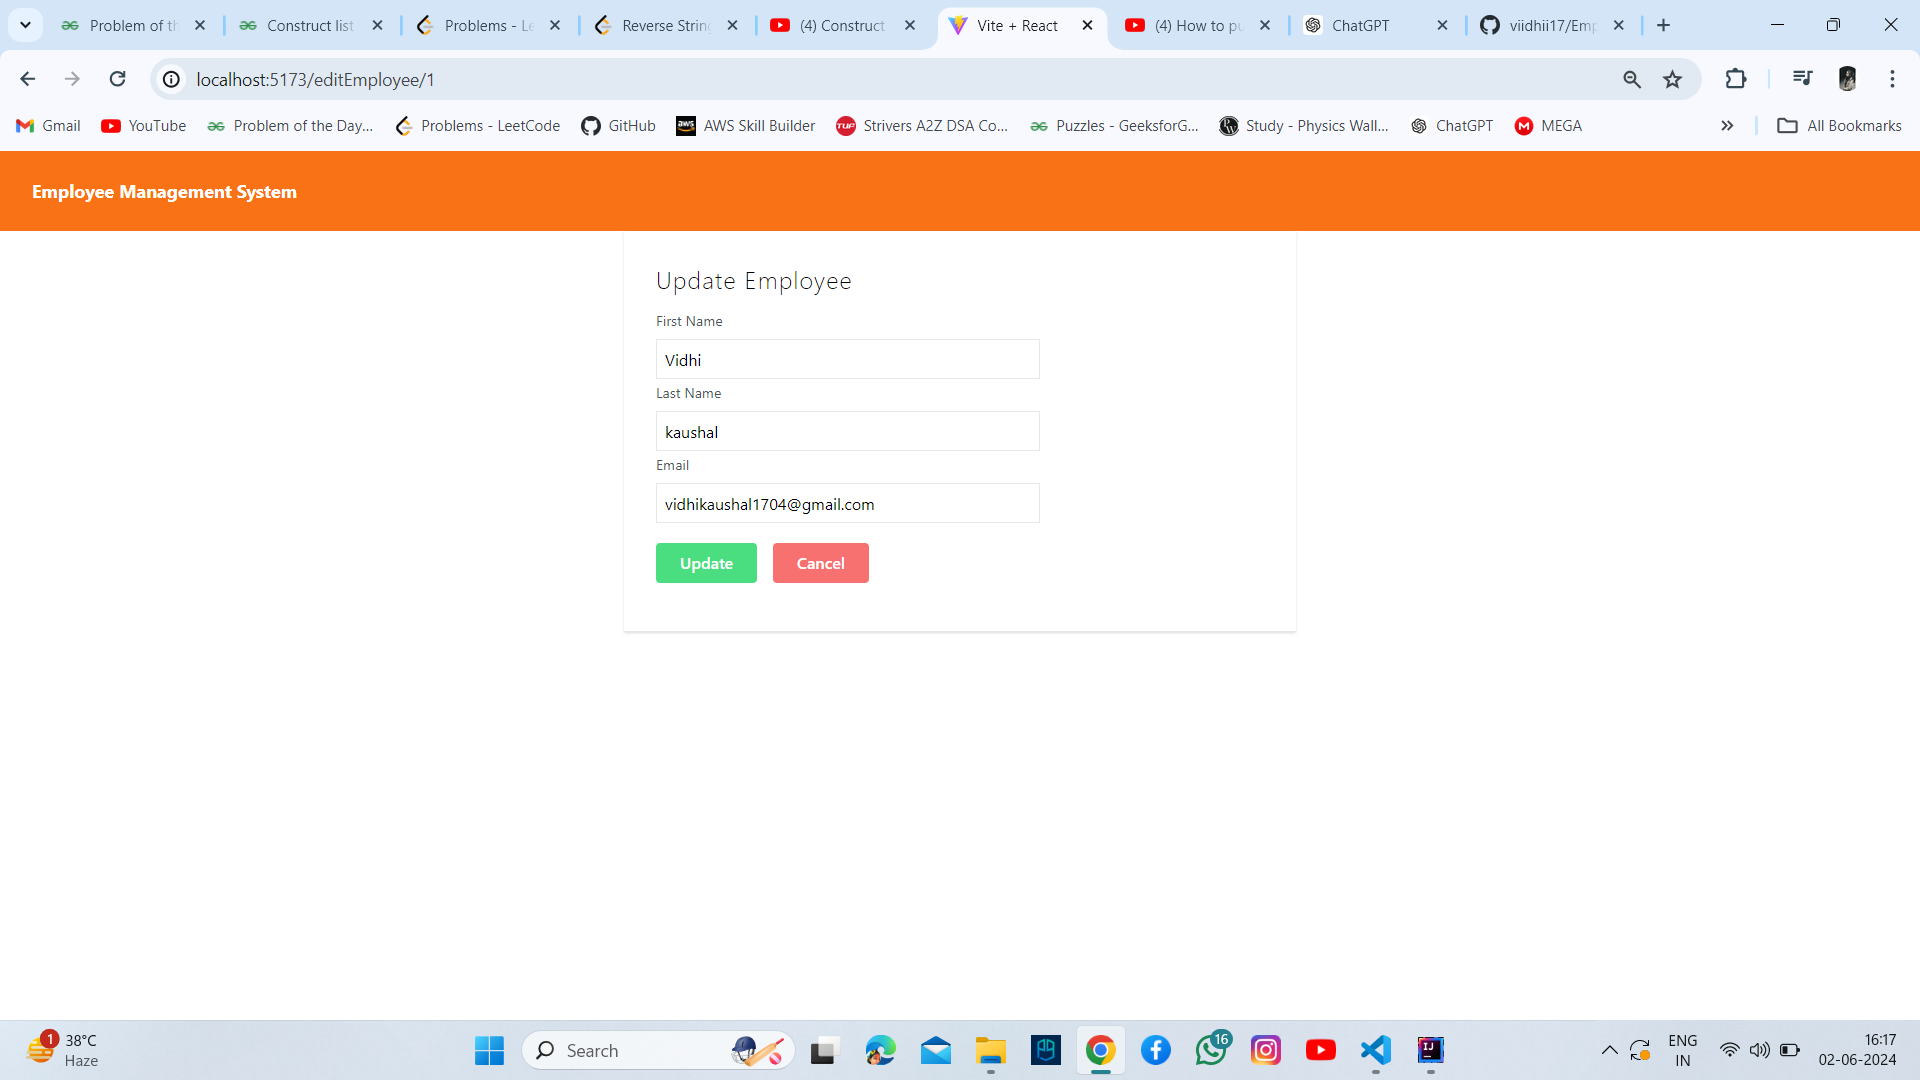 Problem of th
Construct list
Problems - Le
Reverse String
(4) Construct
Vite + React
(4) How to pu
ChatGPT
viidhii17/Emp
localhost:5173/editEmployee/1
Gmail
YouTube
Problem of the Day...
Problems - LeetCode
GitHub
aws
AWS Skill Builder
TUF
Strivers A2Z DSA Co...
Puzzles - GeeksforG...
Study - Physics Wall...
ChatGPT
M
MEGA
All Bookmarks
Employee Management System
Update Employee
First Name
Vidhi
Last Name
kaushal
Email
vidhikaushal1704@gmail.com
Update
Cancel
1
38°C
Haze
Search
16
IJ
ENG
IN
16:17
02-06-2024